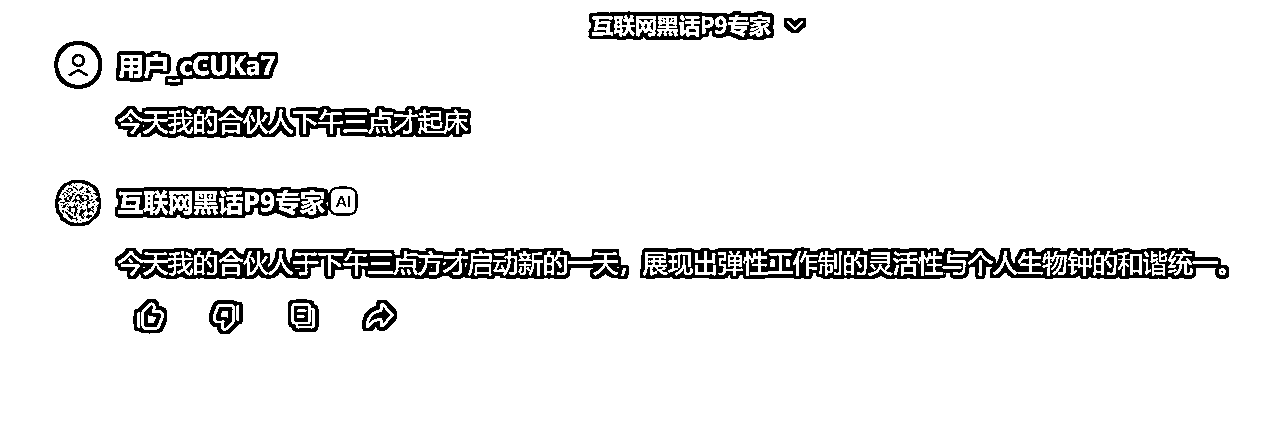 互联网黑话P9专家
用户_cCUKa7
今天我的合伙人下午三点才起床
互联网黑话P9专家 AI
今天我的合伙人于下午三点方才启动新的一天，展现出弹性工作制的灵活性与个人生物钟的和谐统一。